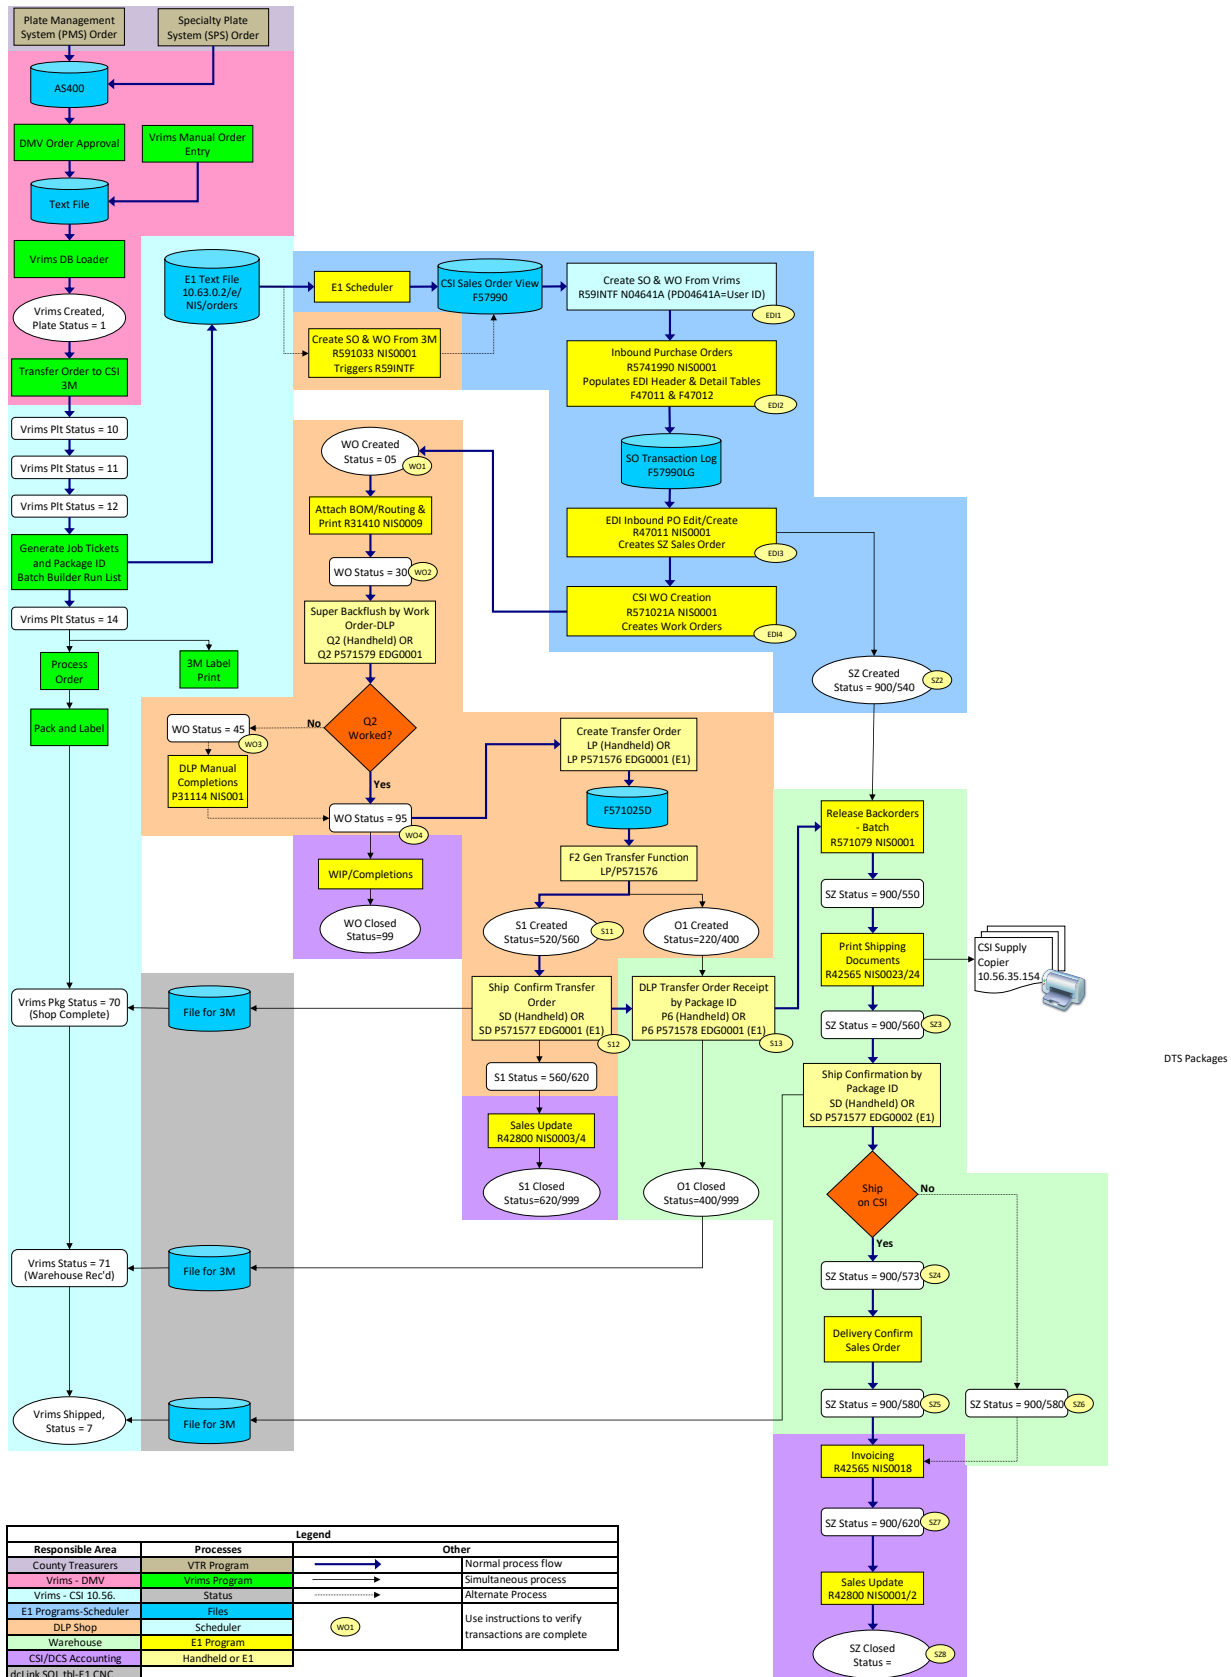 Plate Management
System (PMS) Order
Specialty Plate
System (SPS) Order
AS400
DMV Order Approval
Vrims Manual Order
Entry
Text File
Vrims DB Loader
Vrims Created,
Plate Status = 1
Transfer Order to CSI
3M
Vrims Plt Status = 10
Vrims Plt Status = 11
Vrims Plt Status = 12
Generate Job Tickets
and Package ID
Batch Builder Run List
Vrims Plt Status = 14
Process
Order
3M Label
Print
Pack and Label
E1 Text File
10.63.0.2/e/
NIS/orders
E1 Scheduler
CSI Sales Order View
F57990
Create SO & WO From Vrims
R59INTF N04641A (PD04641A=User ID)
EDI1
Create SO & WO From 3M
R591033 NIS0001
Triggers R59INTF
Inbound Purchase Orders
R5741990 NIS0001
Populates EDI Header & Detail Tables
F47011 & F47012
EDI2
SO Transaction Log
F57990LG
EDI Inbound PO Edit/Create
R47011 NIS0001
Creates SZ Sales Order
EDI3
CSI WO Creation
R571021A NIS0001
Creates Work Orders
EDI4
WO Created
Status = 05
WO1
Attach BOM/Routing &
Print R31410 NIS0009
WO Status = 30
WO2
Super Backflush by Work
Order-DLP
Q2 (Handheld) OR
Q2 P571579 EDG0001
Q2
Worked?
No
Yes
WO Status = 45
WO3
DLP Manual
Completions
P31114 NIS001
WO Status = 95
WO4
WIP/Completions
WO Closed
Status=99
Create Transfer Order
LP (Handheld) OR
LP P571576 EDG0001 (E1)
F571025D
F2 Gen Transfer Function
LP/P571576
S1 Created
Status=520/560
S11
O1 Created
Status=220/400
Ship  Confirm Transfer
Order
SD (Handheld) OR
SD P571577 EDG0001 (E1)
S12
DLP Transfer Order Receipt
by Package ID
P6 (Handheld) OR
P6 P571578 EDG0001 (E1)
S13
S1 Status = 560/620
Sales Update
R42800 NIS0003/4
S1 Closed
Status=620/999
O1 Closed
Status=400/999
SZ Created
Status = 900/540
SZ2
Release Backorders
- Batch
R571079 NIS0001
SZ Status = 900/550
Print Shipping
Documents
R42565 NIS0023/24
CSI Supply
Copier
10.56.35.154
SZ Status = 900/560
SZ3
Ship Confirmation by
Package ID
SD (Handheld) OR
SD P571577 EDG0002 (E1)
DTS Packages
Ship
on CSI
No
Yes
SZ Status = 900/573
SZ4
Delivery Confirm
Sales Order
SZ Status = 900/580
SZ5
SZ Status = 900/580
SZ6
Invoicing
R42565 NIS0018
SZ Status = 900/620
SZ7
Sales Update
R42800 NIS0001/2
SZ Closed
Status =
SZ8
Vrims Pkg Status = 70
(Shop Complete)
File for 3M
Vrims Status = 71
(Warehouse Rec'd)
File for 3M
Vrims Shipped,
Status = 7
File for 3M
Legend
Responsible Area
Processes
Other
County Treasurers
VTR Program
Normal process flow
Vrims - DMV
Vrims Program
Simultaneous process
Vrims - CSI 10.56.
Status
Alternate Process
E1 Programs-Scheduler
Files
DLP Shop
Scheduler
WO1
Use instructions to verify
transactions are complete
Warehouse
E1 Program
CSI/DCS Accounting
Handheld or E1
dcLink SQL tbl-E1 CNC